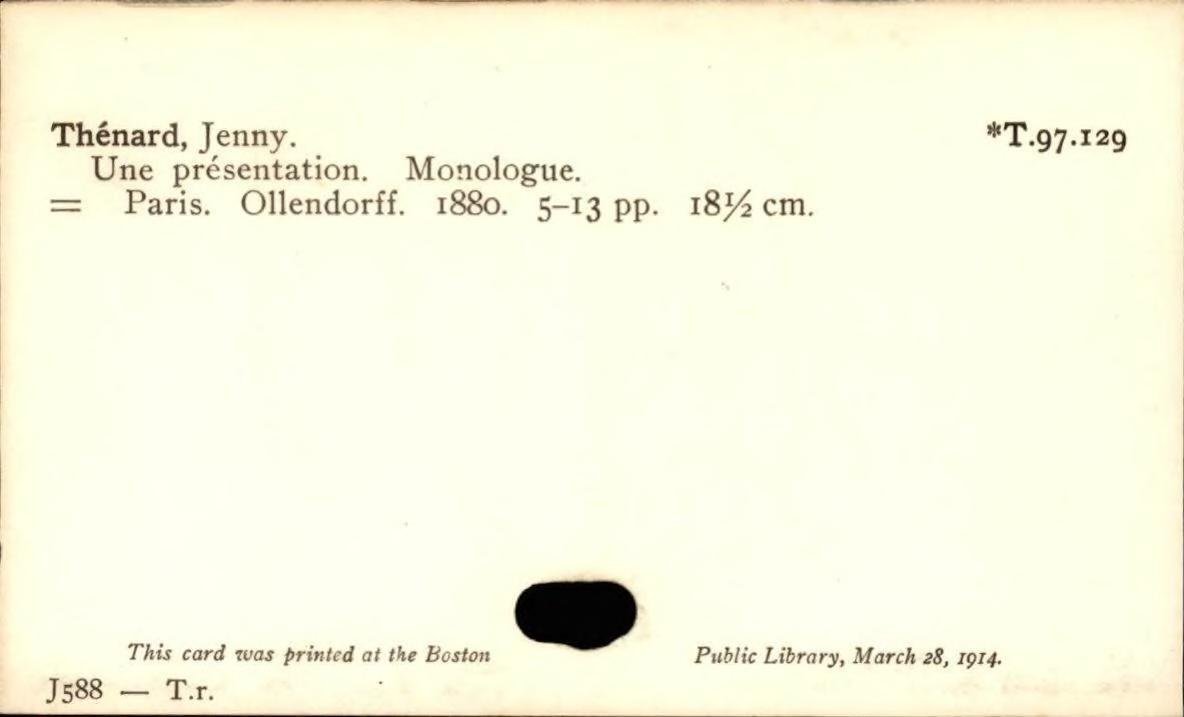 Thénard, Jenny. *T.97.129
Une présentation. Monologue.
= Paris. Ollendorff. 1880. 5–13 pp. 18½ cm.
This card was printed at the Boston Public Library, March 28, 1914.
J588 — T.r.